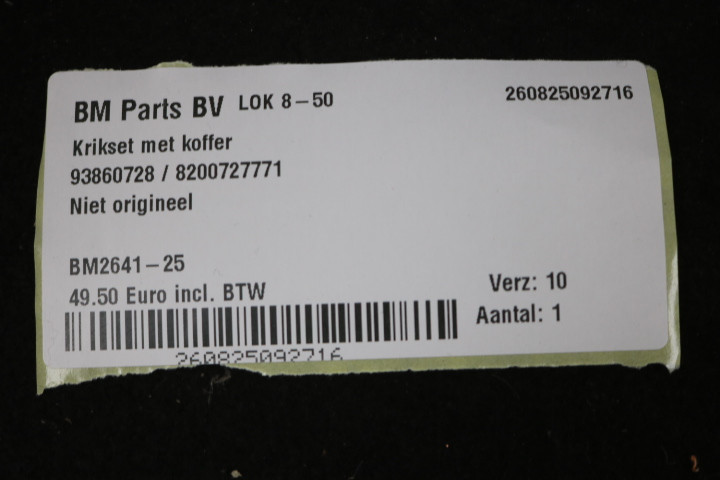 BM Parts BV LOK 8-50 260825092716
Krikset met koffer
93860728 / 8200727771
Niet origineel
BM2641-25
49.50 Euro incl. BTW
Verz: 10
Aantal: 1
260825092716